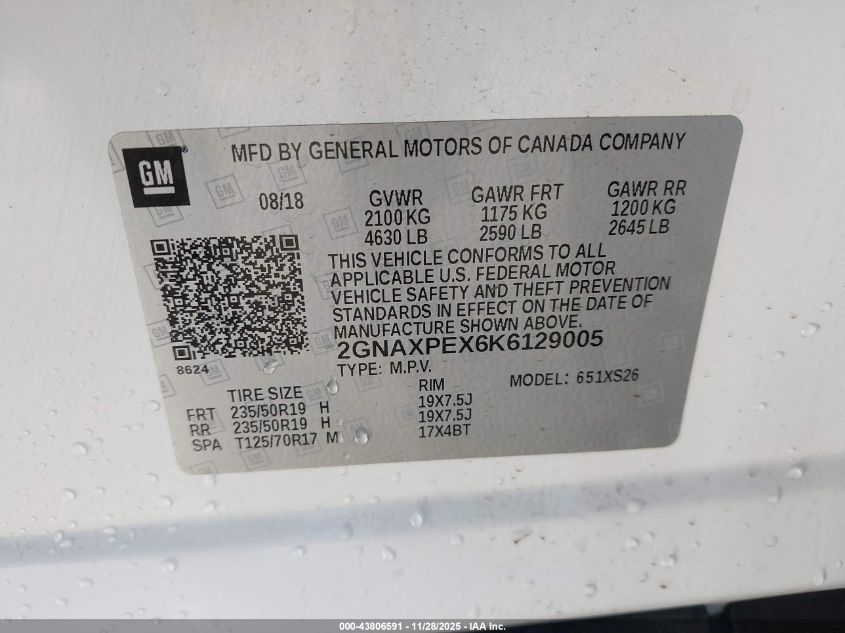 GM
MFD BY GENERAL MOTORS OF CANADA COMPANY
08/18 GVWR GAWR FRT GAWR RR
2100 KG 1175 KG 1200 KG
4630 LB 2590 LB 2645 LB
THIS VEHICLE CONFORMS TO ALL
APPLICABLE U.S. FEDERAL MOTOR
VEHICLE SAFETY AND THEFT PREVENTION
STANDARDS IN EFFECT ON THE DATE OF
MANUFACTURE SHOWN ABOVE.
2GNAXPEX6K6129005
8624
TYPE: M.P.V. MODEL: 651XS26
TIRE SIZE RIM
FRT 235/50R19 H 19X7.5J
RR 235/50R19 H 19X7.5J
SPA T125/70R17 M 17X4BT
000-43806591 - 11/28/2025 - IAA Inc.